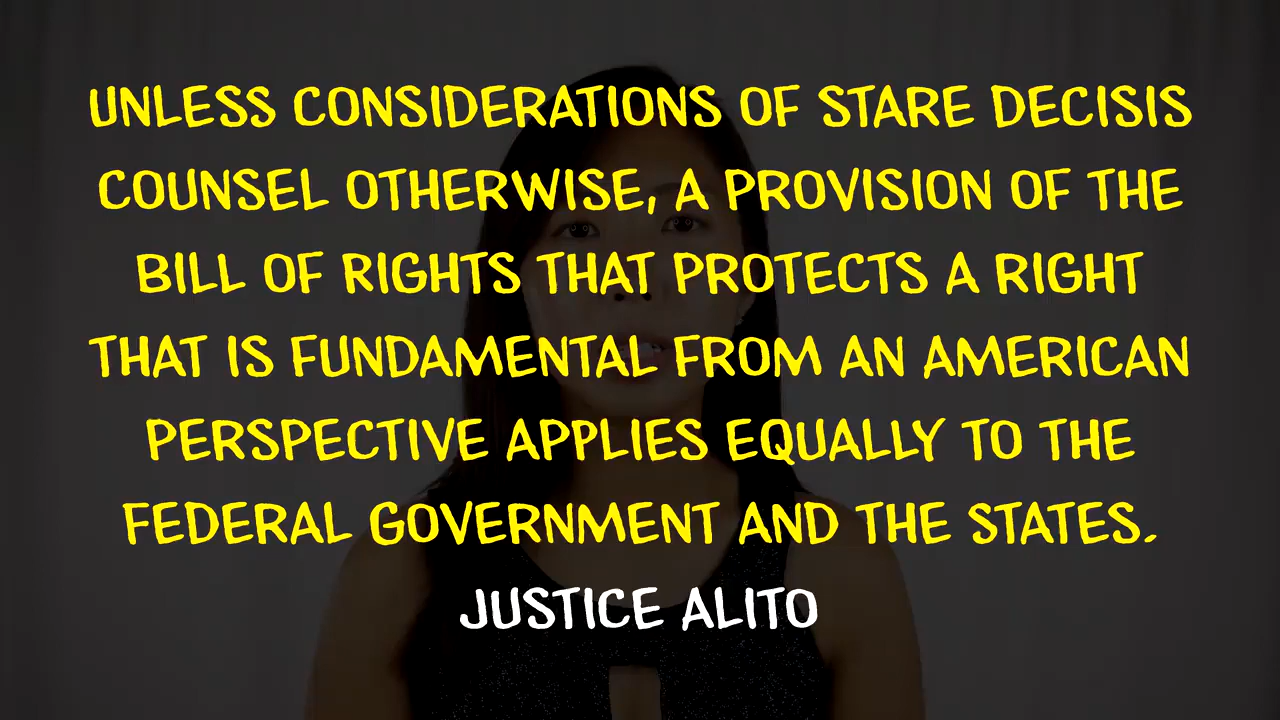 UNLESS CONSIDERATIONS OF STARE DECISIS
COUNSEL OTHERWISE, A PROVISION OF THE
BILL OF RIGHTS THAT PROTECTS A RIGHT
THAT IS FUNDAMENTAL FROM AN AMERICAN
PERSPECTIVE APPLIES EQUALLY TO THE
FEDERAL GOVERNMENT AND THE STATES.
JUSTICE ALITO